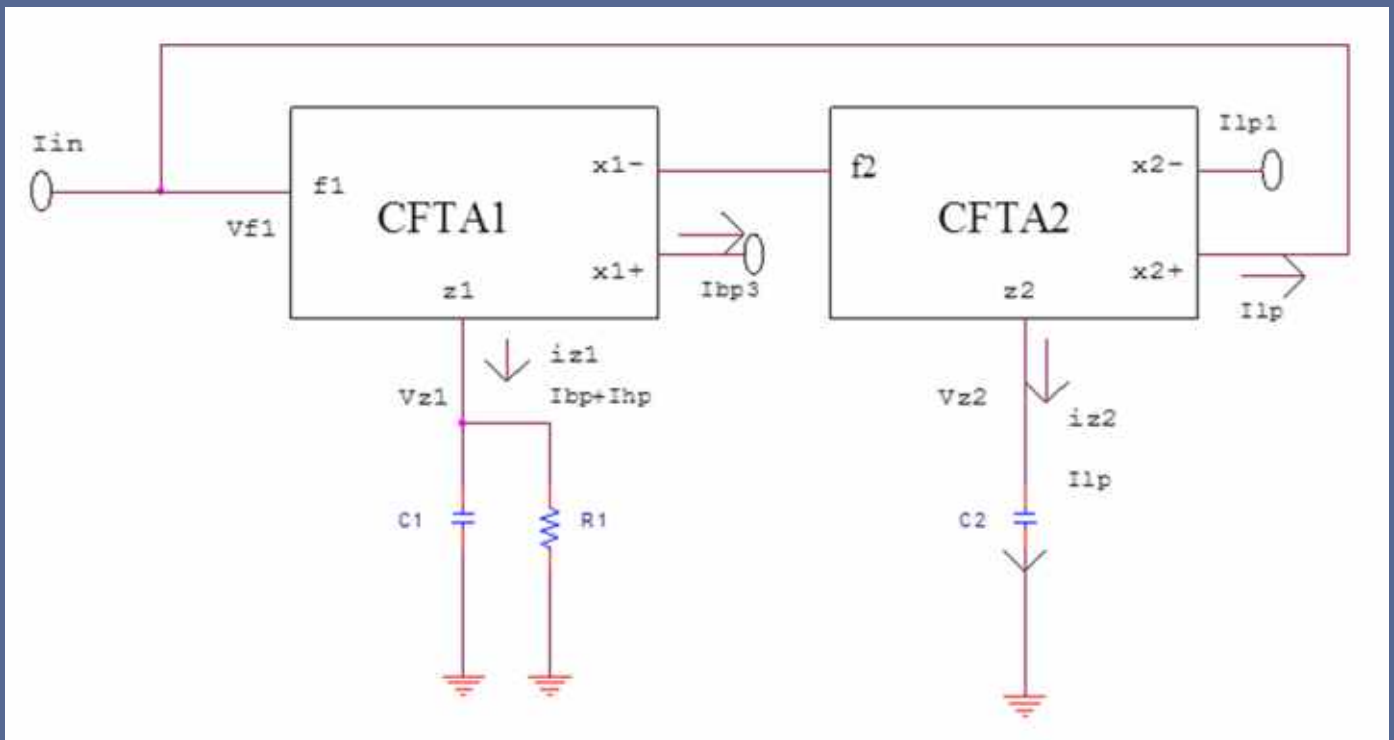 Iin
f1
Vf1
CFTA1
x1-
x1+
z1
Ibp3
f2
CFTA2
x2-
x2+
z2
Ilp1
Ilp
iz1
Ibp+Ihp
Vz1
C1
R1
Vz2
iz2
Ilp
C2